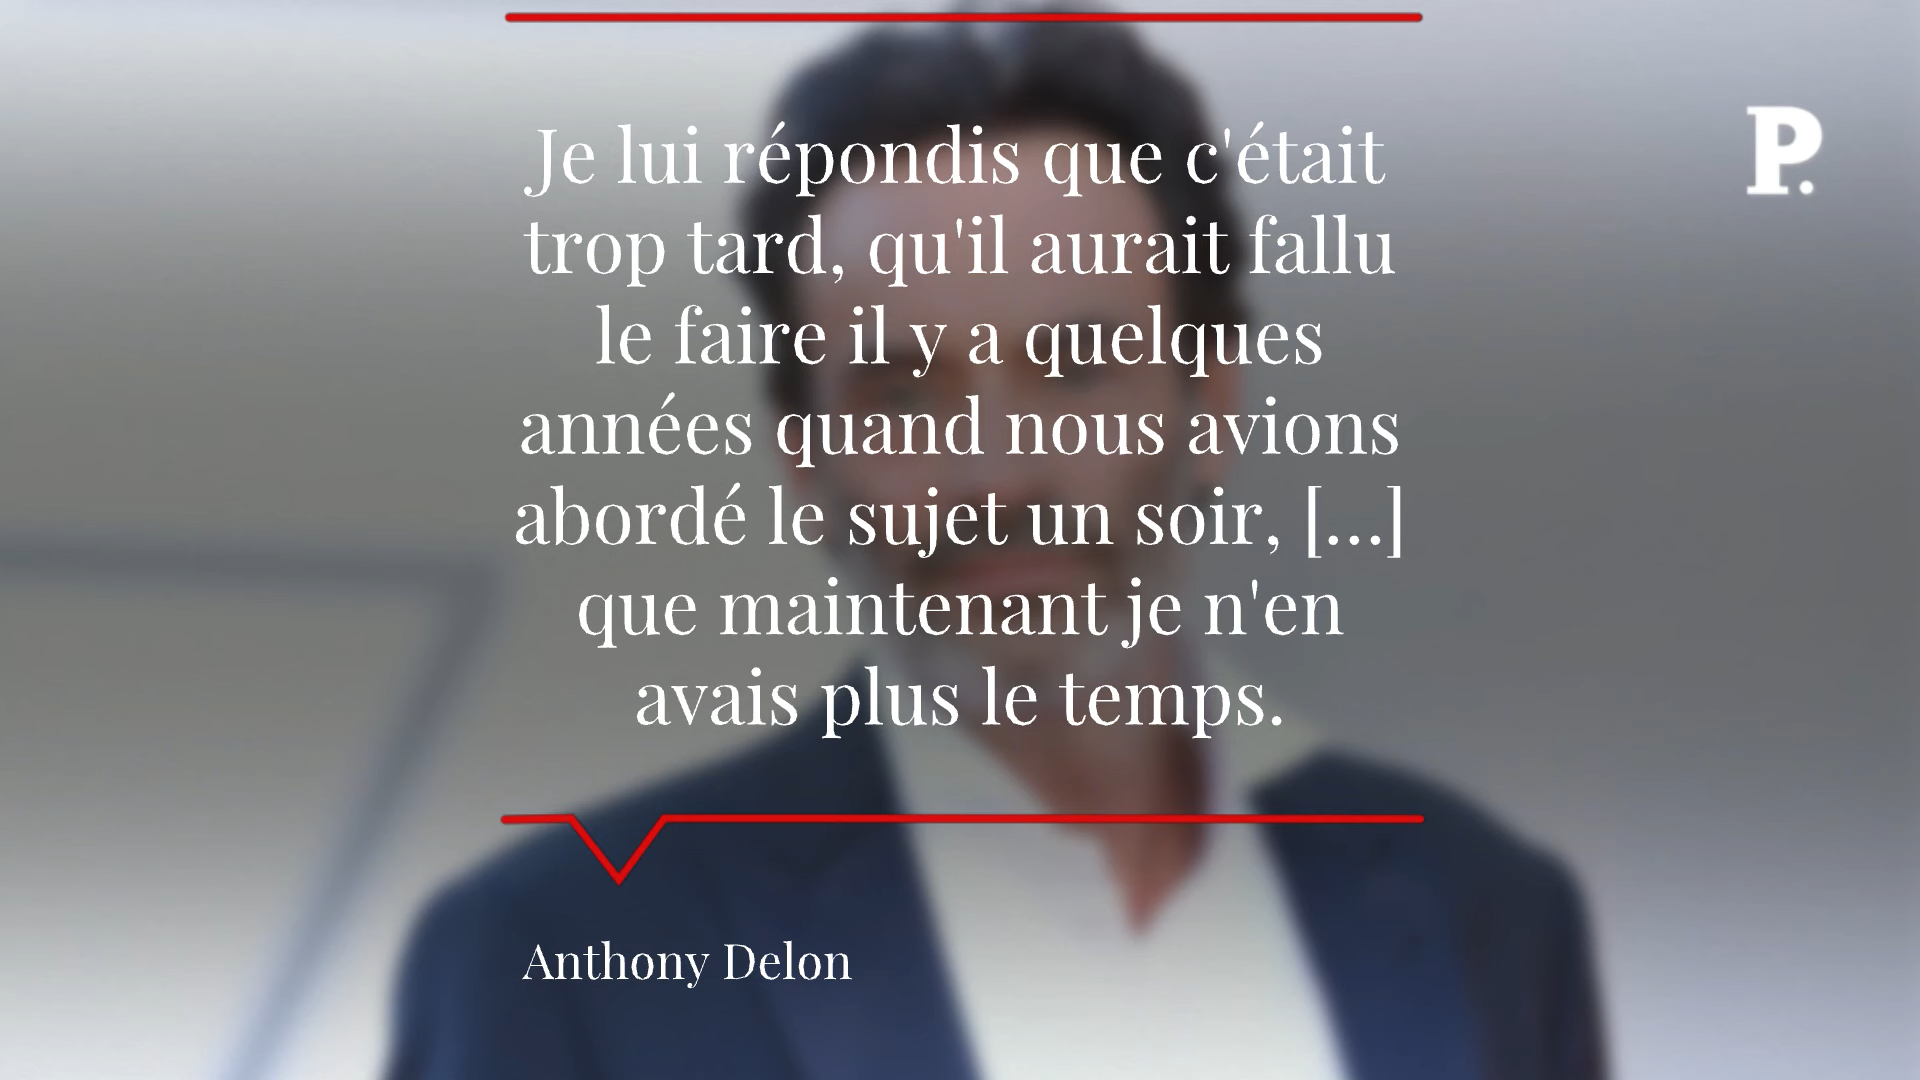 P.
Je lui répondis que c'était
trop tard, qu'il aurait fallu
le faire il y a quelques
années quand nous avions
abordé le sujet un soir, [...]
que maintenant je n'en
avais plus le temps.
Anthony Delon